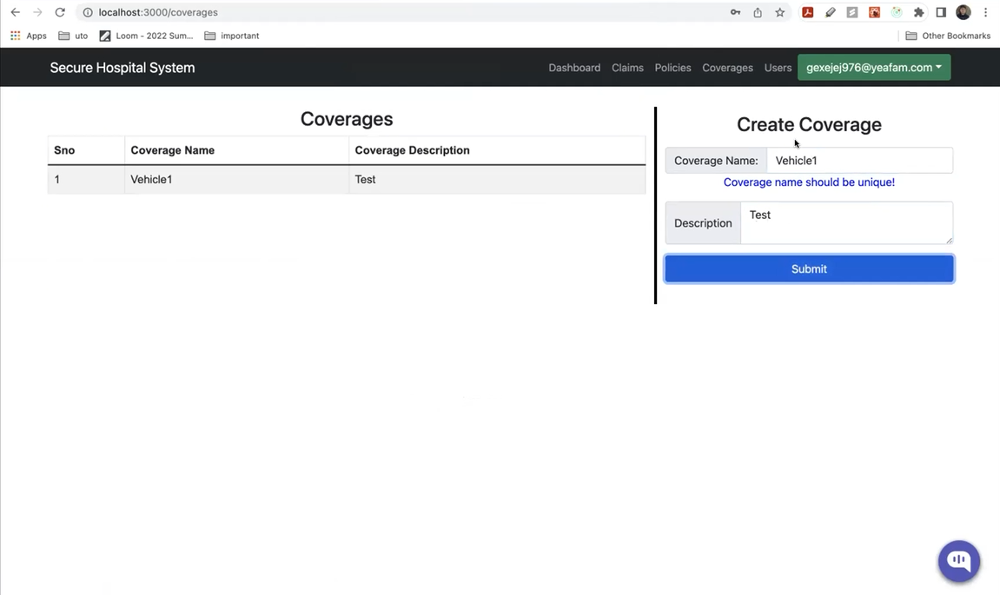 localhost:3000/coverages
Apps uto Loom - 2022 Sum... important Other Bookmarks
Secure Hospital System Dashboard Claims Policies Coverages Users gexejej976@yeafam.com
Coverages
Sno Coverage Name Coverage Description
1 Vehicle1 Test
Create Coverage
Coverage Name: Vehicle1
Coverage name should be unique!
Description Test
Submit